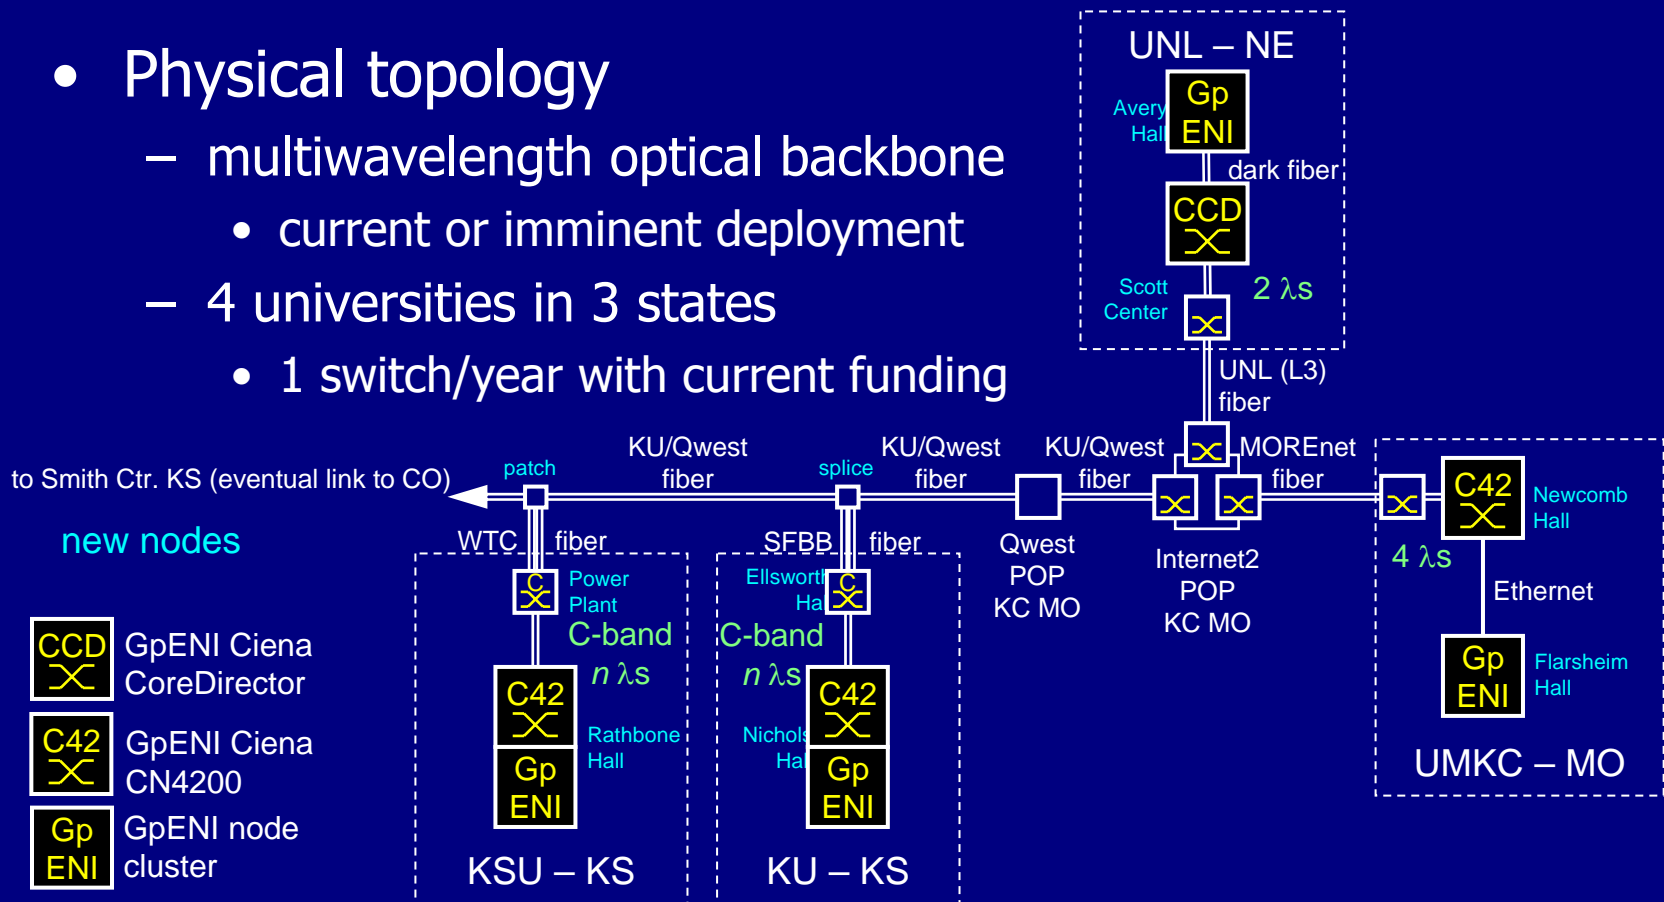 • Physical topology
– multiwavelength optical backbone
• current or imminent deployment
– 4 universities in 3 states
• 1 switch/year with current funding
UNL – NE
Gp
ENI
Avery
Hall
dark fiber
CCD
Scott
Center
2 λs
UNL (L3)
fiber
to Smith Ctr. KS (eventual link to CO)
patch
KU/Qwest
fiber
splice
KU/Qwest
fiber
KU/Qwest
fiber
MOREnet
fiber
Qwest
POP
KC MO
Internet2
POP
KC MO
C42
Newcomb
Hall
4 λs
Ethernet
Gp
ENI
Flarsheim
Hall
UMKC – MO
new nodes
WTC fiber
C
Power
Plant
C-band
n λs
C42
Rathbone
Hall
Gp
ENI
KSU – KS
SFBB fiber
Ellsworth
Hall
C
C-band
n λs
C42
Nichols
Hall
Gp
ENI
KU – KS
CCD
GpENI Ciena
CoreDirector
C42
GpENI Ciena
CN4200
Gp
ENI
GpENI node
cluster